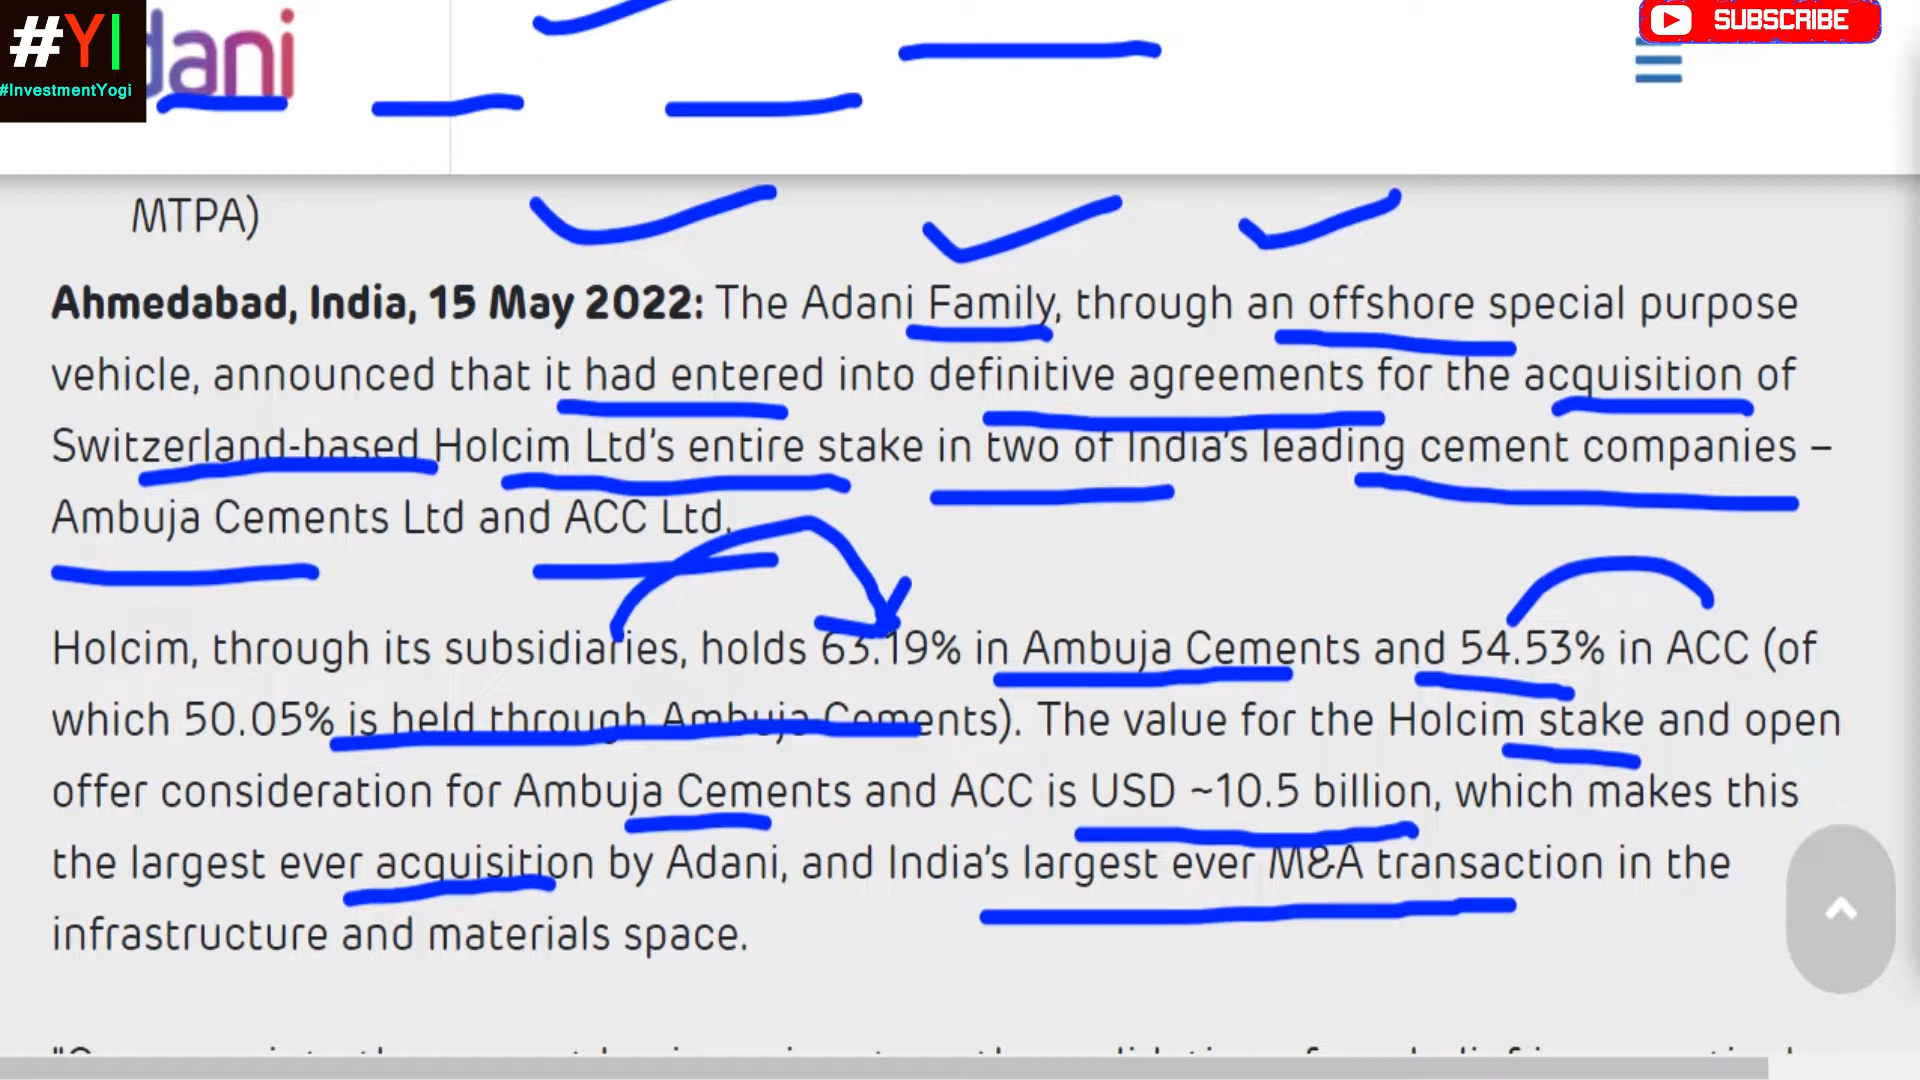 #YI
#InvestmentYogi
dani
SUBSCRIBE
MTPA)
Ahmedabad, India, 15 May 2022: The Adani Family, through an offshore special purpose
vehicle, announced that it had entered into definitive agreements for the acquisition of
Switzerland-based Holcim Ltd's entire stake in two of India's leading cement companies –
Ambuja Cements Ltd and ACC Ltd.
Holcim, through its subsidiaries, holds 63.19% in Ambuja Cements and 54.53% in ACC (of
which 50.05% is held through Ambuja Cements). The value for the Holcim stake and open
offer consideration for Ambuja Cements and ACC is USD ~10.5 billion, which makes this
the largest ever acquisition by Adani, and India's largest ever M&A transaction in the
infrastructure and materials space.